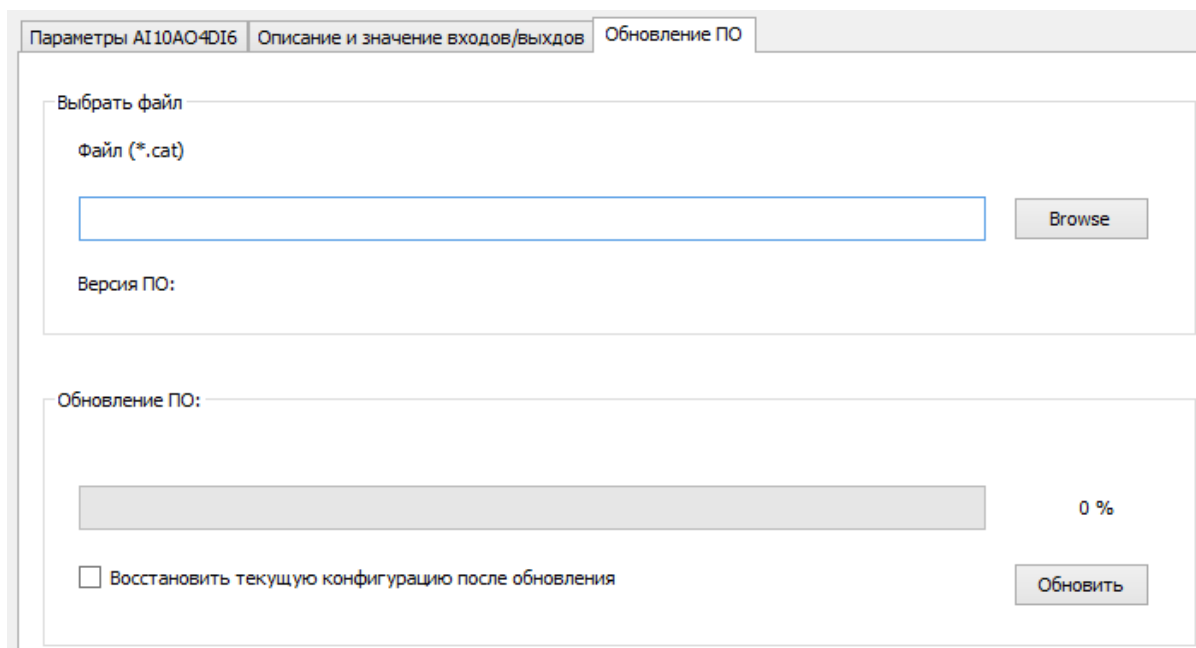 Параметры AI10AO4DI6 Описание и значение входов/выхдов Обновление ПО
Выбрать файл
Файл (*.cat)
Browse
Версия ПО:
Обновление ПО:
0 %
Восстановить текущую конфигурацию после обновления
Обновить